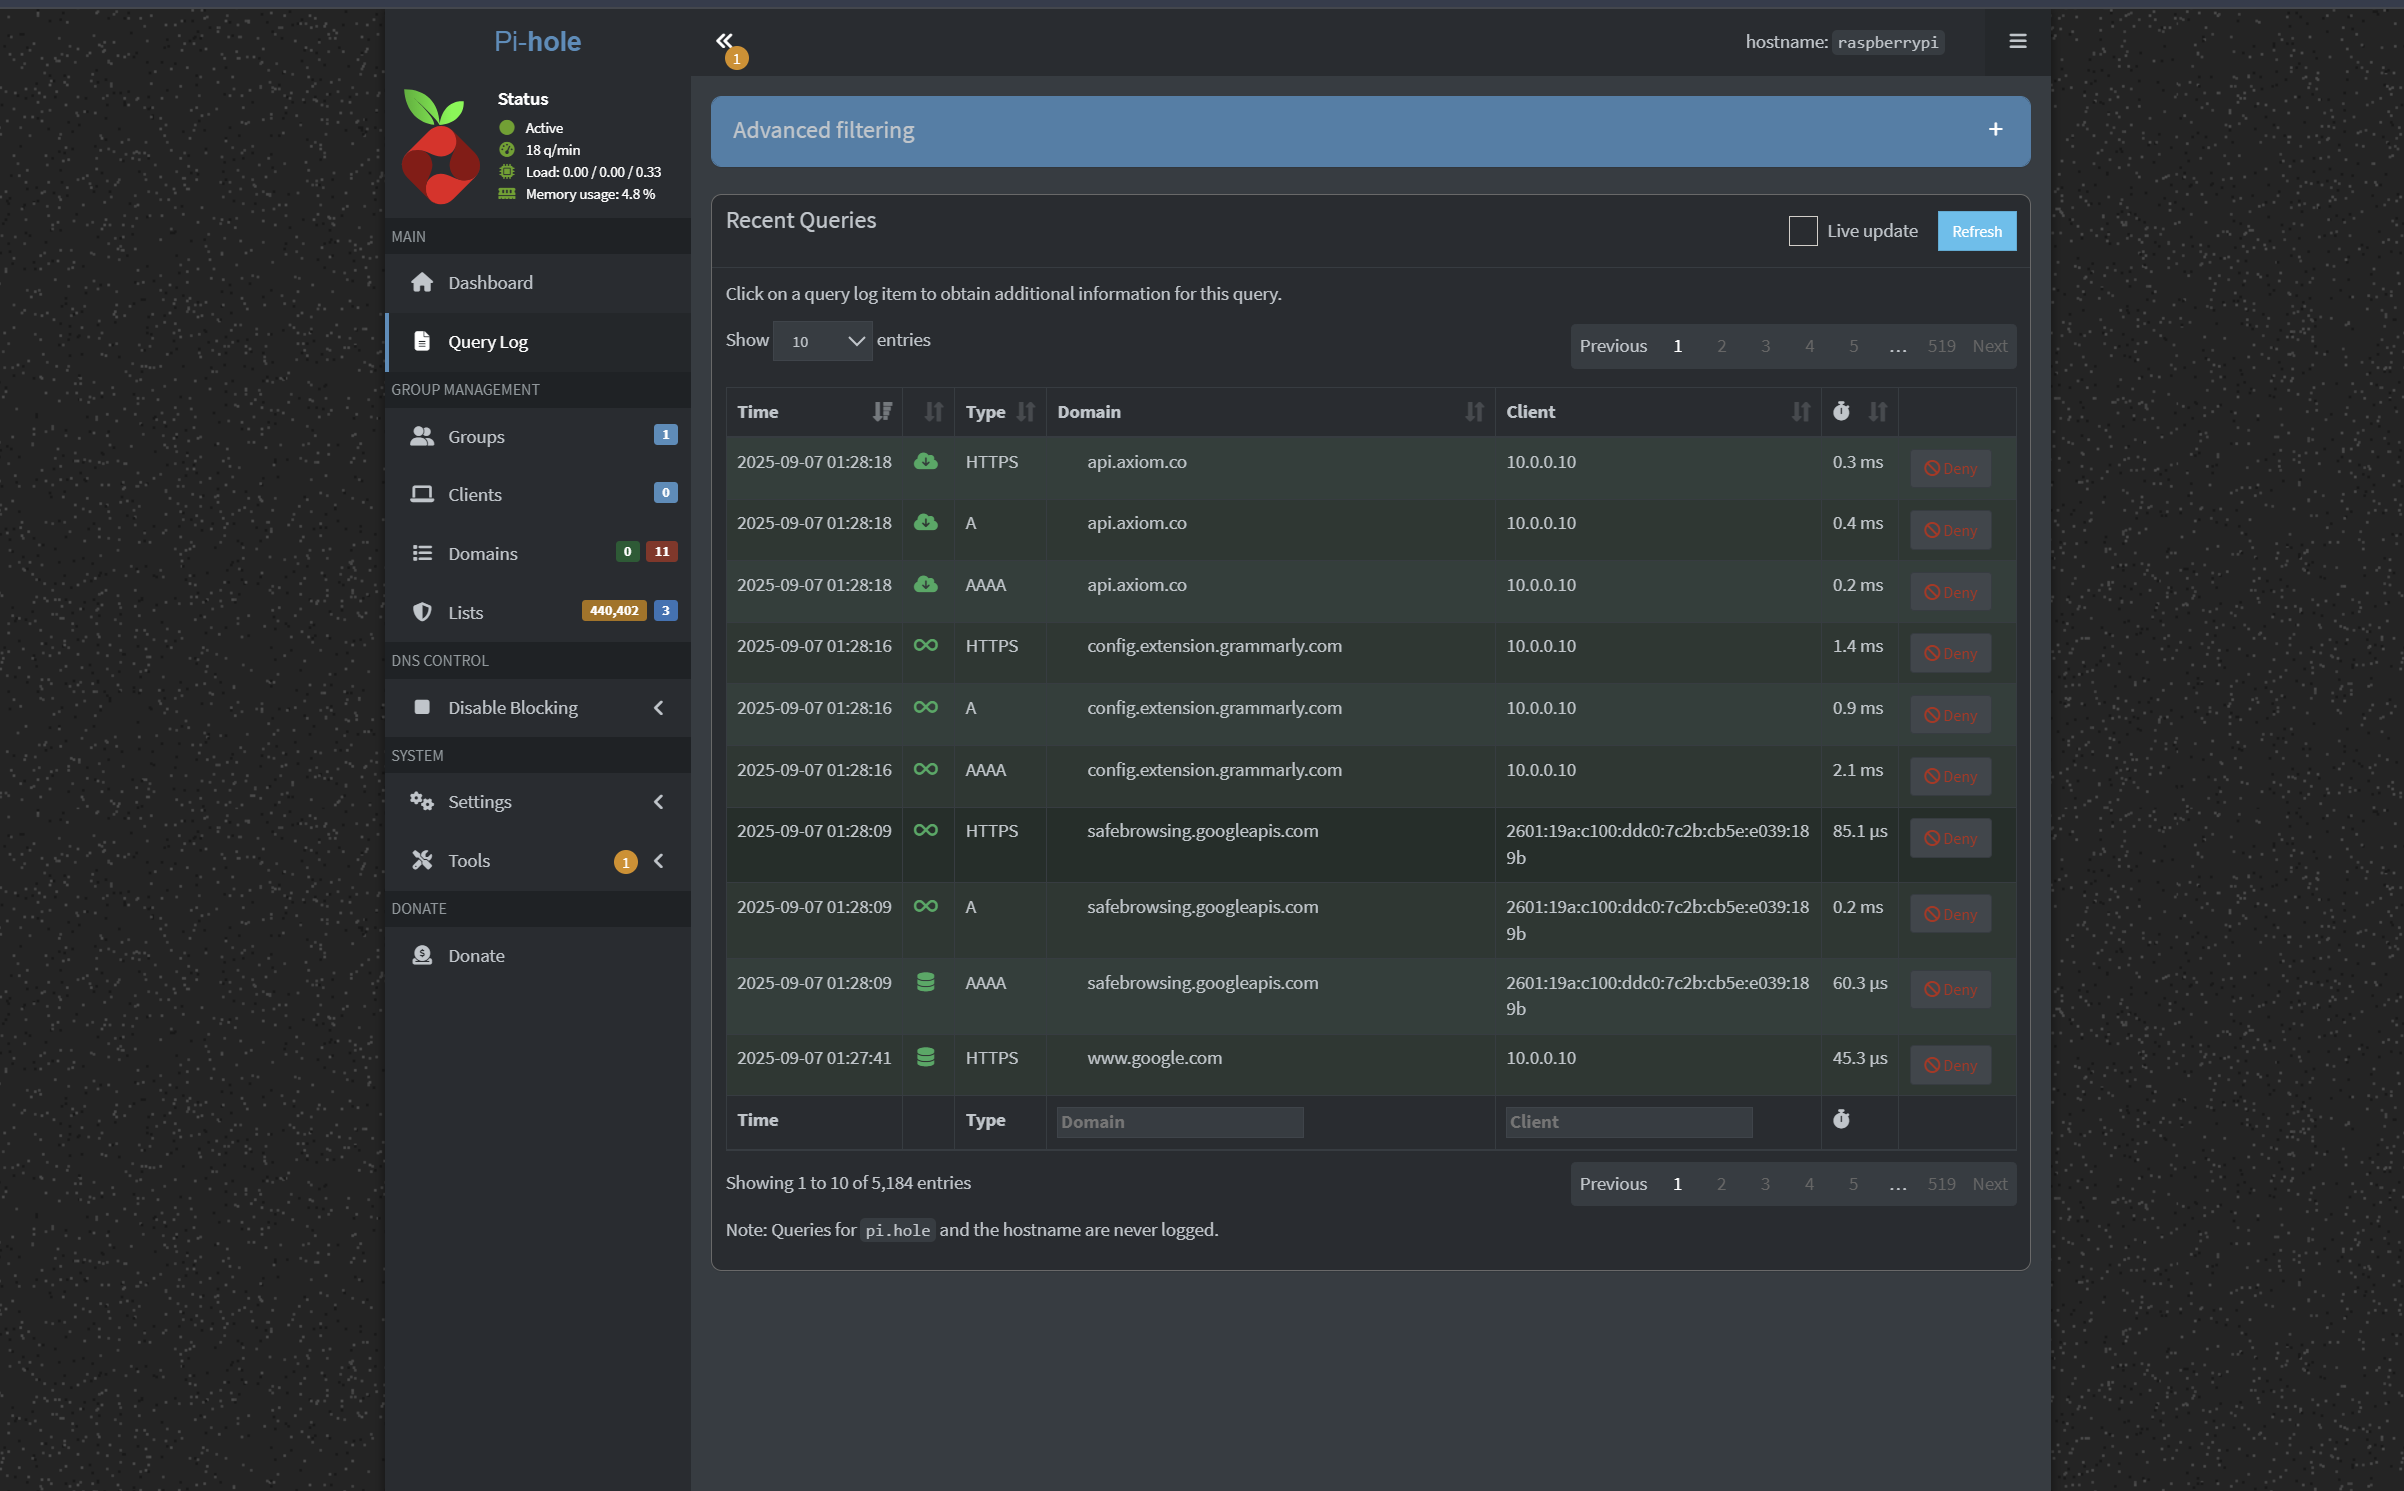 Pi-hole
1
hostname: raspberrypi
Status
Active
18 q/min
Load: 0.00 / 0.00 / 0.33
Memory usage: 4.8 %
MAIN
Dashboard
Query Log
GROUP MANAGEMENT
Groups 1
Clients 0
Domains 0 11
Lists 440,402 3
DNS CONTROL
Disable Blocking
SYSTEM
Settings
Tools 1
DONATE
Donate
Advanced filtering
Recent Queries
Live update
Refresh
Click on a query log item to obtain additional information for this query.
Show 10 entries
Previous 1 2 3 4 5 … 519 Next
Time Type Domain Client
2025-09-07 01:28:18 HTTPS api.axiom.co 10.0.0.10 0.3 ms Deny
2025-09-07 01:28:18 A api.axiom.co 10.0.0.10 0.4 ms Deny
2025-09-07 01:28:18 AAAA api.axiom.co 10.0.0.10 0.2 ms Deny
2025-09-07 01:28:16 HTTPS config.extension.grammarly.com 10.0.0.10 1.4 ms Deny
2025-09-07 01:28:16 A config.extension.grammarly.com 10.0.0.10 0.9 ms Deny
2025-09-07 01:28:16 AAAA config.extension.grammarly.com 10.0.0.10 2.1 ms Deny
2025-09-07 01:28:09 HTTPS safebrowsing.googleapis.com 2601:19a:c100:ddc0:7c2b:cb5e:e039:18 85.1 µs Deny
9b
2025-09-07 01:28:09 A safebrowsing.googleapis.com 2601:19a:c100:ddc0:7c2b:cb5e:e039:18 0.2 ms Deny
9b
2025-09-07 01:28:09 AAAA safebrowsing.googleapis.com 2601:19a:c100:ddc0:7c2b:cb5e:e039:18 60.3 µs Deny
9b
2025-09-07 01:27:41 HTTPS www.google.com 10.0.0.10 45.3 µs Deny
Time Type Domain Client
Showing 1 to 10 of 5,184 entries
Previous 1 2 3 4 5 … 519 Next
Note: Queries for pi.hole and the hostname are never logged.